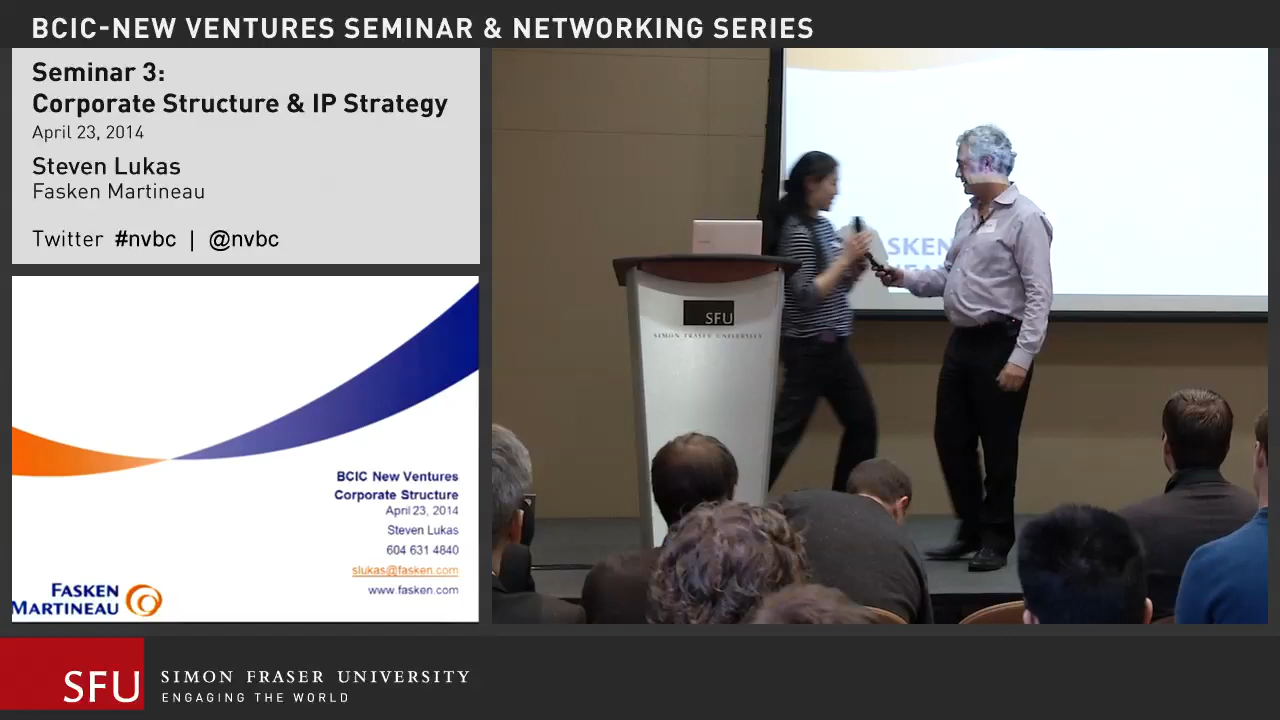 BCIC-NEW VENTURES SEMINAR & NETWORKING SERIES
Seminar 3:
Corporate Structure & IP Strategy
April 23, 2014
Steven Lukas
Fasken Martineau
Twitter #nvbc | @nvbc
BCIC New Ventures
Corporate Structure
April 23, 2014
Steven Lukas
604 631 4840
slukas@fasken.com
www.fasken.com
FASKEN
MARTINEAU
SFU
SIMON FRASER UNIVERSITY
SFU
SIMON FRASER UNIVERSITY
ENGAGING THE WORLD